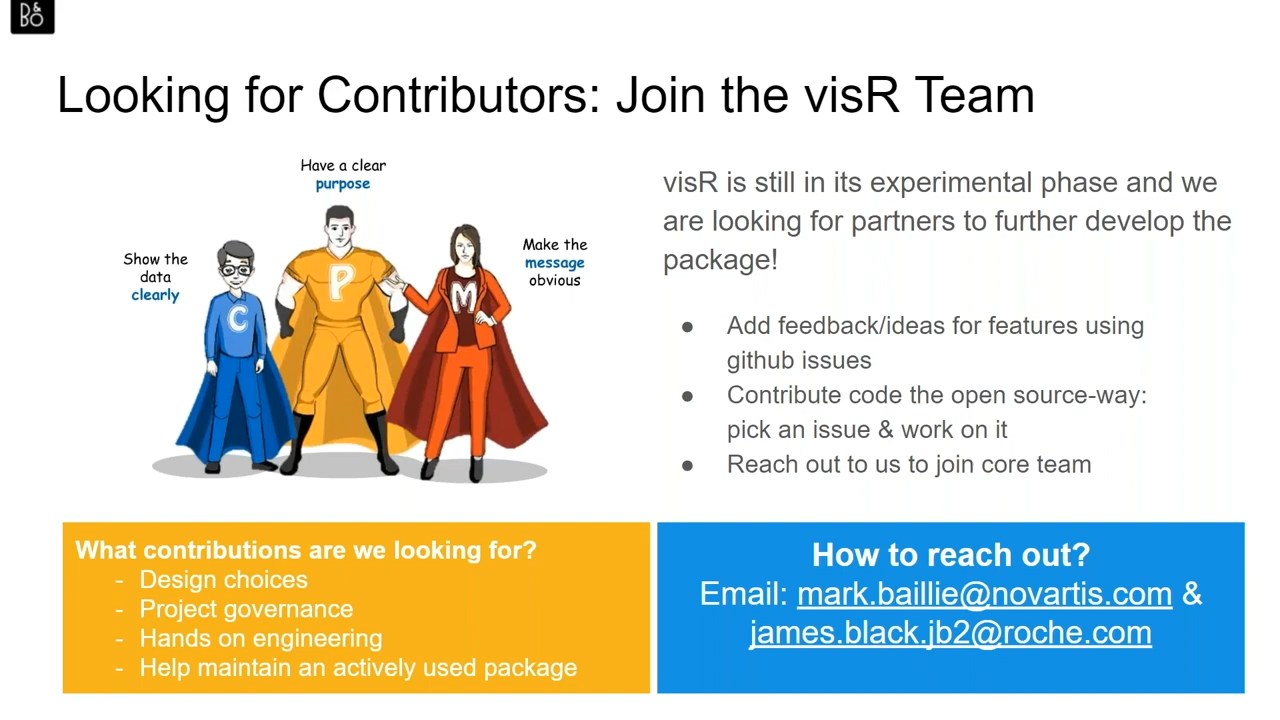 B&O
Looking for Contributors: Join the visR Team
Have a clear
purpose
Show the
data
clearly
Make the
message
obvious
C
P
M
visR is still in its experimental phase and we
are looking for partners to further develop the
package!
● Add feedback/ideas for features using
github issues
● Contribute code the open source-way:
pick an issue & work on it
● Reach out to us to join core team
What contributions are we looking for?
- Design choices
- Project governance
- Hands on engineering
- Help maintain an actively used package
How to reach out?
Email: mark.baillie@novartis.com &
james.black.jb2@roche.com